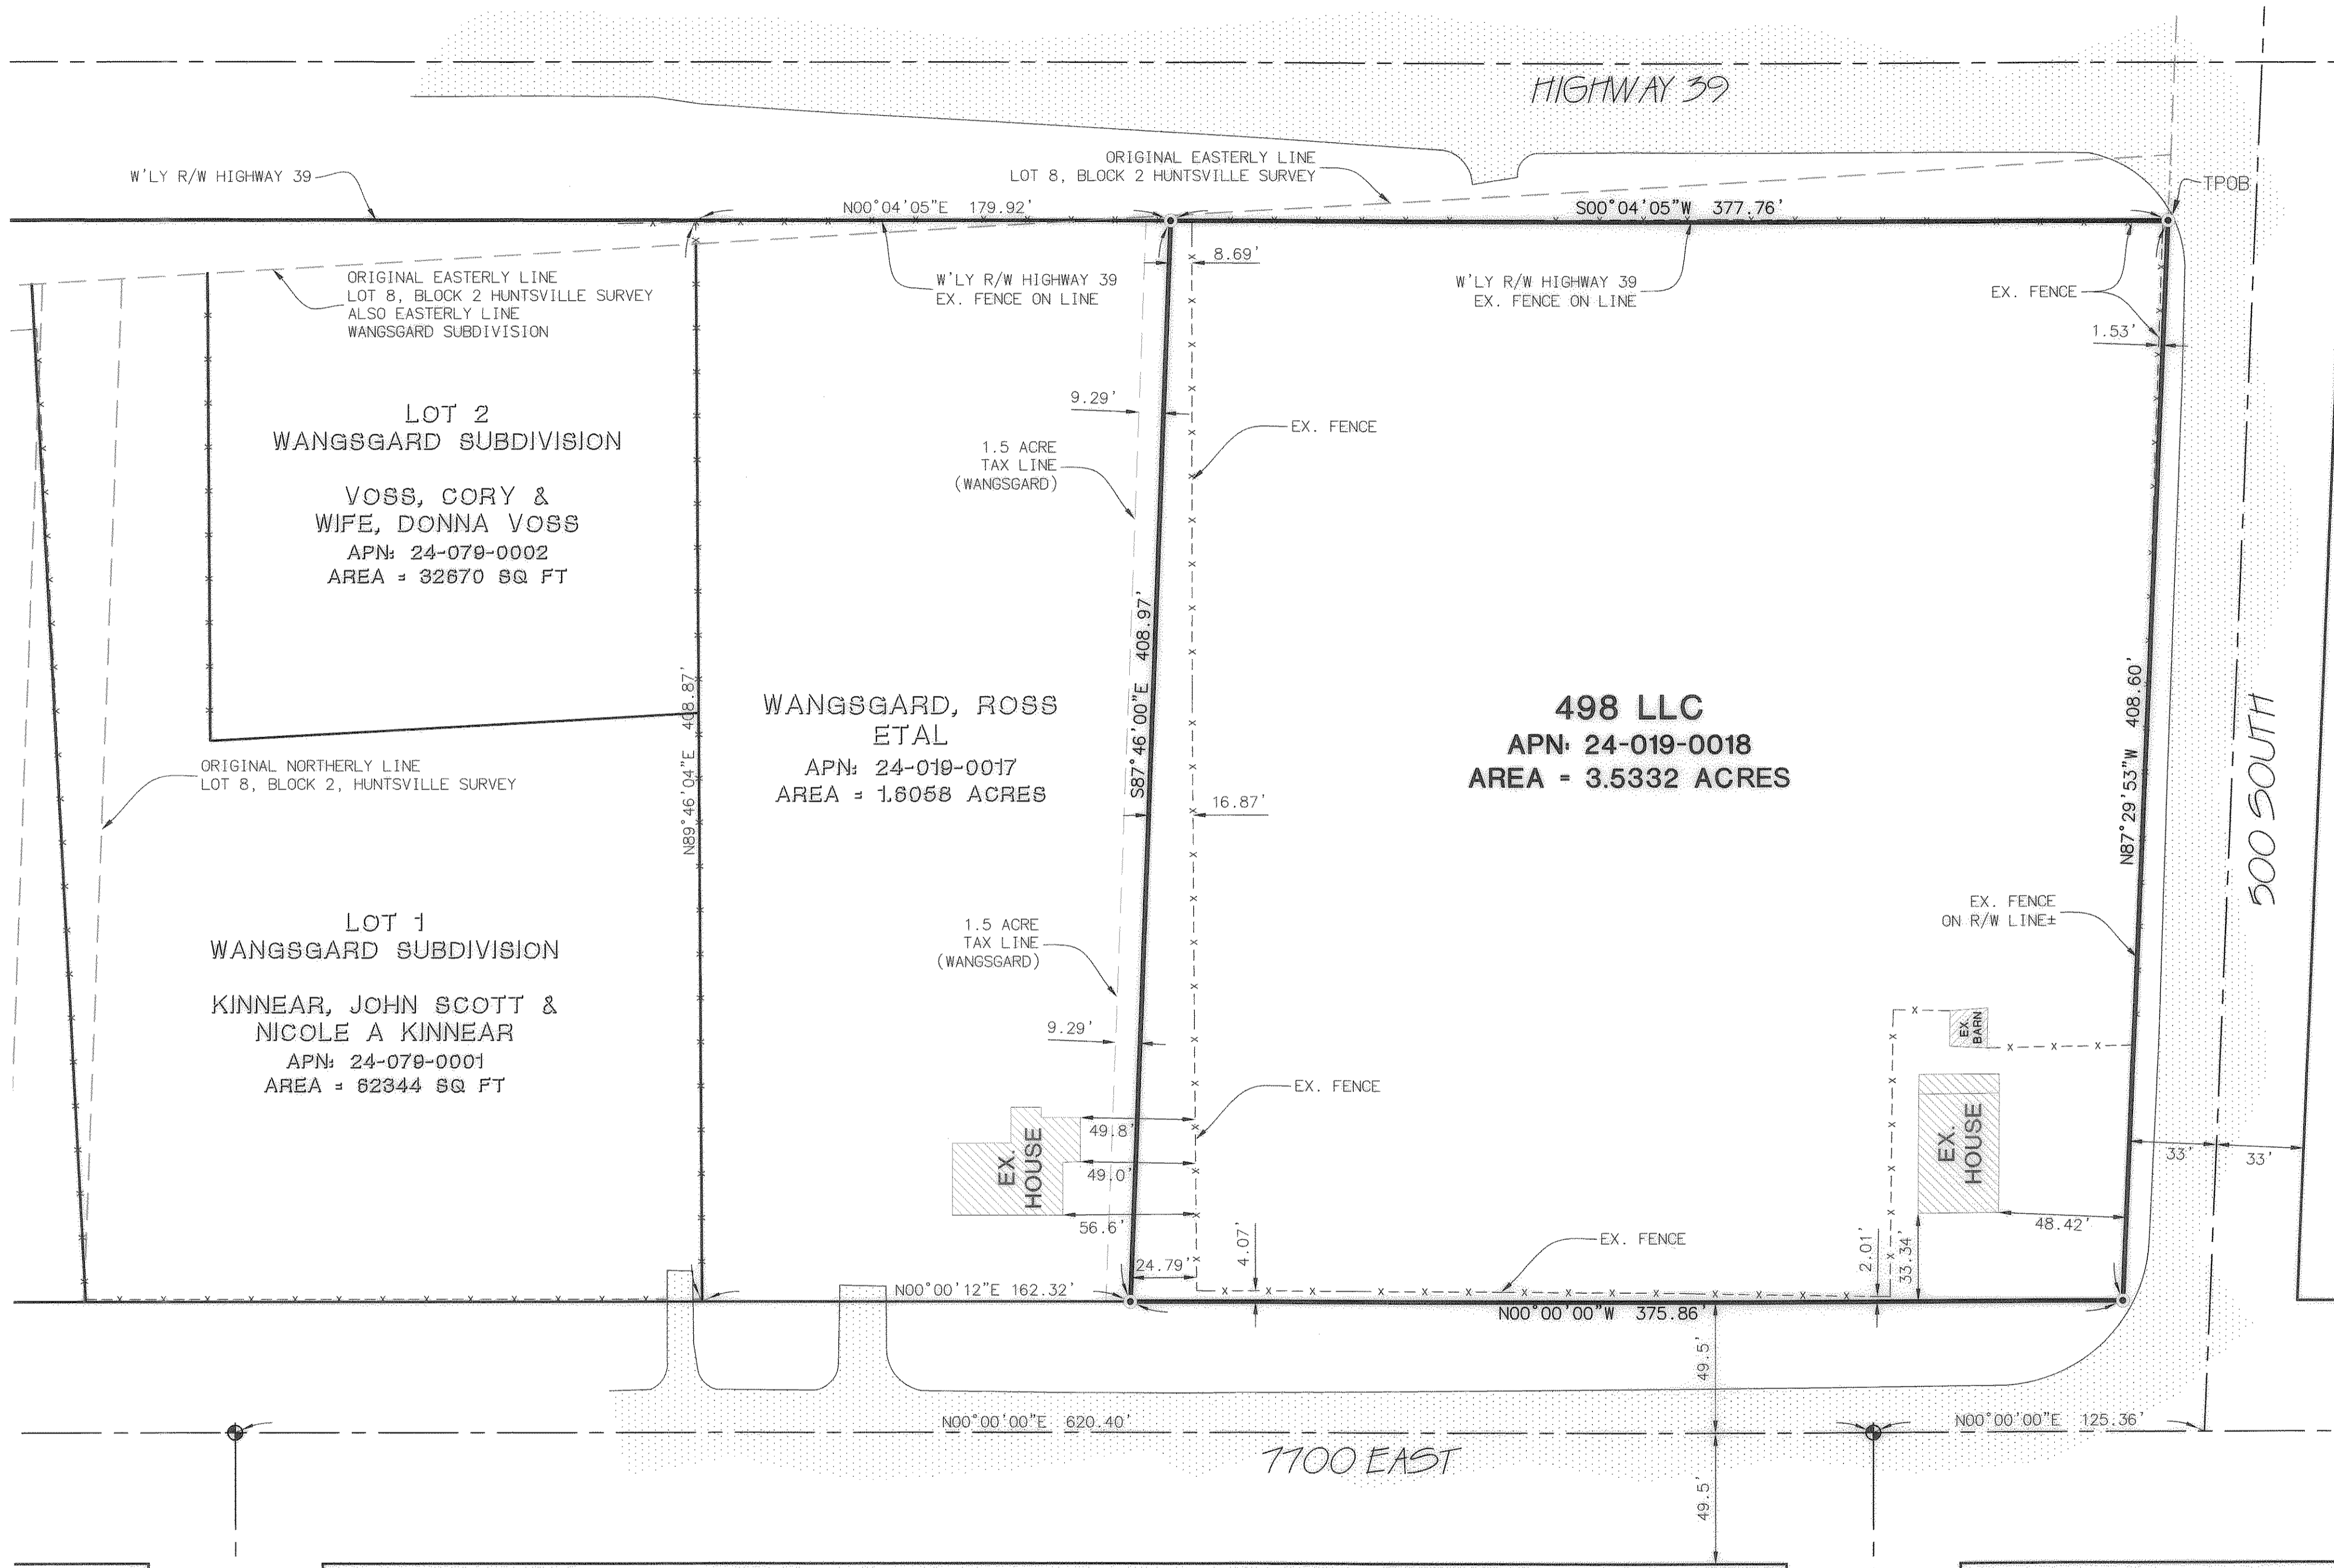 HIGHWAY 39
W'LY R/W HIGHWAY 39
ORIGINAL EASTERLY LINE
LOT 8, BLOCK 2 HUNTSVILLE SURVEY
TPOB
N00°04'05"E 179.92'
S00°04'05"W 377.76'
8.69'
ORIGINAL EASTERLY LINE
LOT 8, BLOCK 2 HUNTSVILLE SURVEY
ALSO EASTERLY LINE
WANGSGARD SUBDIVISION
W'LY R/W HIGHWAY 39
EX. FENCE ON LINE
W'LY R/W HIGHWAY 39
EX. FENCE ON LINE
EX. FENCE
1.53'
9.29'
LOT 2
WANGSGARD SUBDIVISION
VOSS, CORY &
WIFE, DONNA VOSS
APN: 24-079-0002
AREA = 32670 SQ FT
1.5 ACRE
TAX LINE
(WANGSGARD)
EX. FENCE
S87°46'00"E 408.97'
N89°46'04"E 408.87'
N87°29'53"W 408.60'
500 SOUTH
WANGSGARD, ROSS
ETAL
APN: 24-019-0017
AREA = 1.6058 ACRES
498 LLC
APN: 24-019-0018
AREA = 3.5332 ACRES
ORIGINAL NORTHERLY LINE
LOT 8, BLOCK 2, HUNTSVILLE SURVEY
16.87'
LOT 1
WANGSGARD SUBDIVISION
KINNEAR, JOHN SCOTT &
NICOLE A KINNEAR
APN: 24-079-0001
AREA = 62344 SQ FT
1.5 ACRE
TAX LINE
(WANGSGARD)
9.29'
EX. FENCE
ON R/W LINE±
EX.
BARN
EX. FENCE
EX.
HOUSE
49.8'
49.0'
56.6'
EX.
HOUSE
33'
33'
48.42'
33.34'
2.01'
4.07'
24.79'
EX. FENCE
N00°00'12"E 162.32'
N00°00'00"W 375.86'
49.5'
N00°00'00"E 620.40'
N00°00'00"E 125.36'
7700 EAST
49.5'